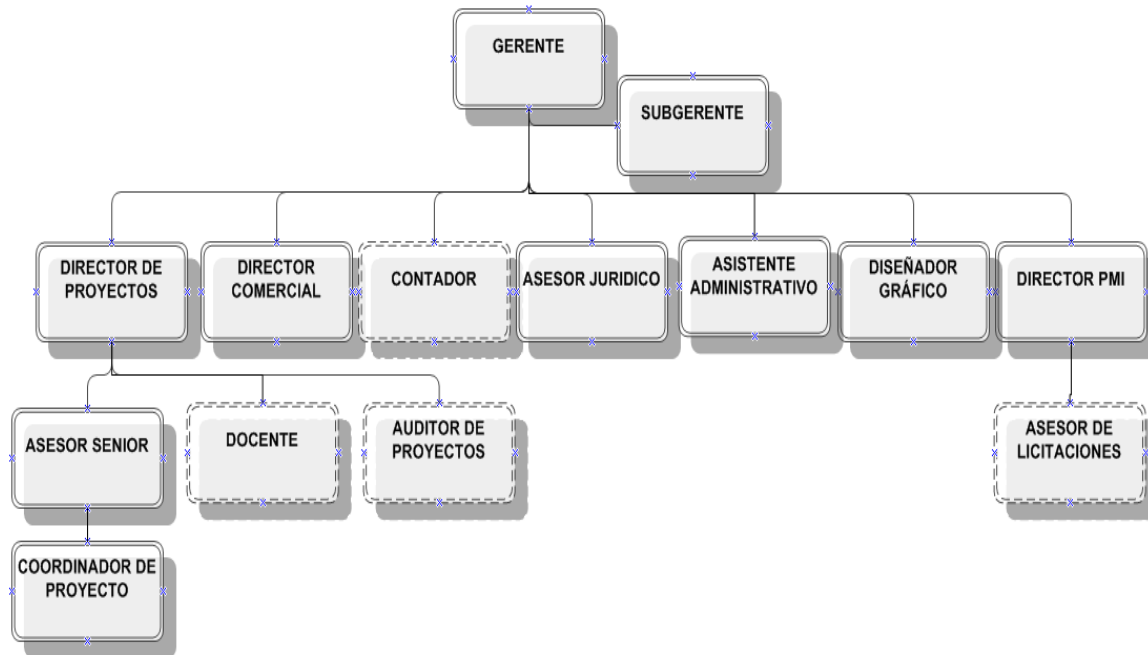 GERENTE
SUBGERENTE
DIRECTOR DE
PROYECTOS
DIRECTOR
COMERCIAL
CONTADOR
ASESOR JURIDICO
ASISTENTE
ADMINISTRATIVO
DISEÑADOR
GRÁFICO
DIRECTOR PMI
ASESOR SENIOR
DOCENTE
AUDITOR DE
PROYECTOS
ASESOR DE
LICITACIONES
COORDINADOR DE
PROYECTO